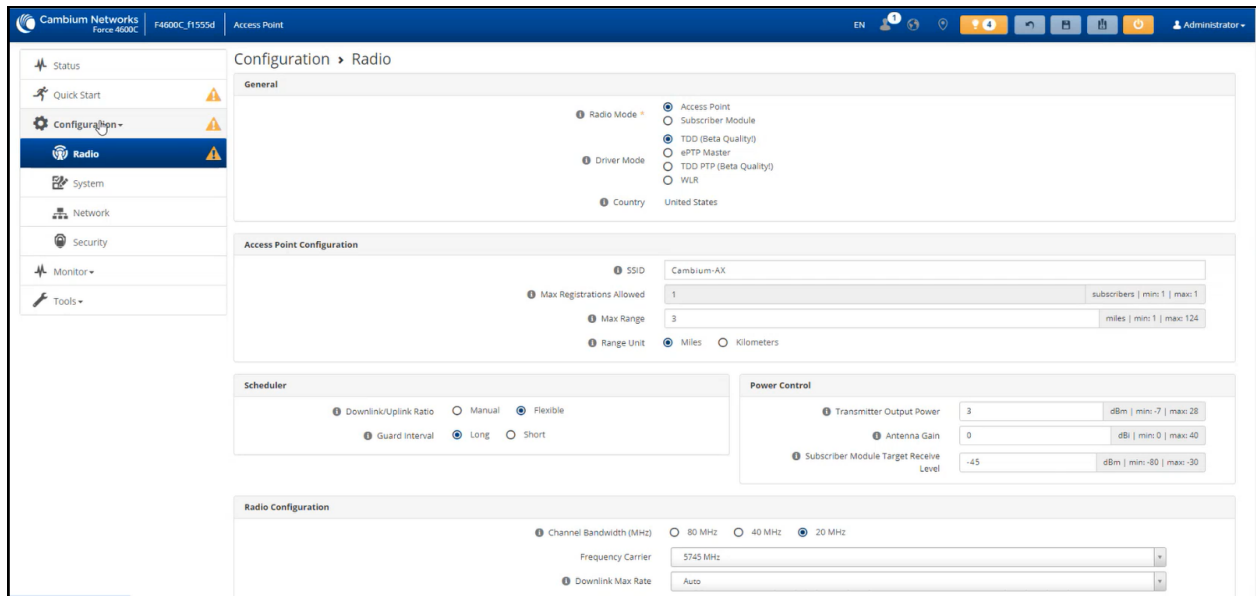 Cambium Networks
Force 4600C
F4600C_f1555d
Access Point
EN
1
4
Administrator
Status
Quick Start
Configuration
Radio
System
Network
Security
Monitor
Tools
Configuration > Radio
General
Radio Mode *
Access Point
Subscriber Module
Driver Mode
TDD (Beta Quality!)
ePTP Master
TDD PTP (Beta Quality!)
WLR
Country United States
Access Point Configuration
SSID Cambium-AX
Max Registrations Allowed 1 subscribers | min: 1 | max: 1
Max Range 3 miles | min: 1 | max: 124
Range Unit Miles Kilometers
Scheduler
Downlink/Uplink Ratio Manual Flexible
Guard Interval Long Short
Power Control
Transmitter Output Power 3 dBm | min: -7 | max: 28
Antenna Gain 0 dBi | min: 0 | max: 40
Subscriber Module Target Receive
Level
-45 dBm | min: -80 | max: -30
Radio Configuration
Channel Bandwidth (MHz) 80 MHz 40 MHz 20 MHz
Frequency Carrier 5745 MHz
Downlink Max Rate Auto